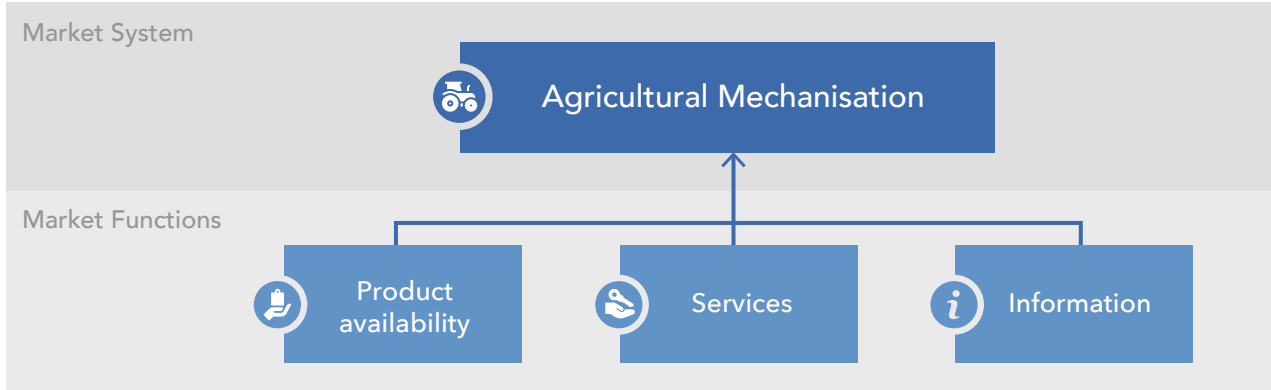 Market System
Agricultural Mechanisation
Market Functions
Product
availability
Services
Information